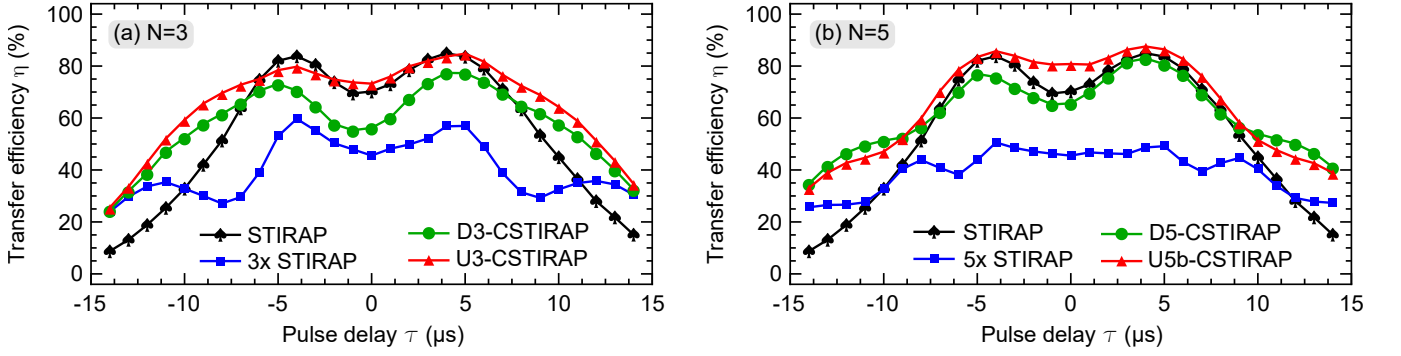 Transfer efficiency η (%)
100
80
60
40
20
0
(a) N=3
STIRAP
3x STIRAP
D3-CSTIRAP
U3-CSTIRAP
-15
-10
-5
0
5
10
15
Pulse delay τ (μs)
Transfer efficiency η (%)
100
80
60
40
20
0
(b) N=5
STIRAP
5x STIRAP
D5-CSTIRAP
U5b-CSTIRAP
-15
-10
-5
0
5
10
15
Pulse delay τ (μs)